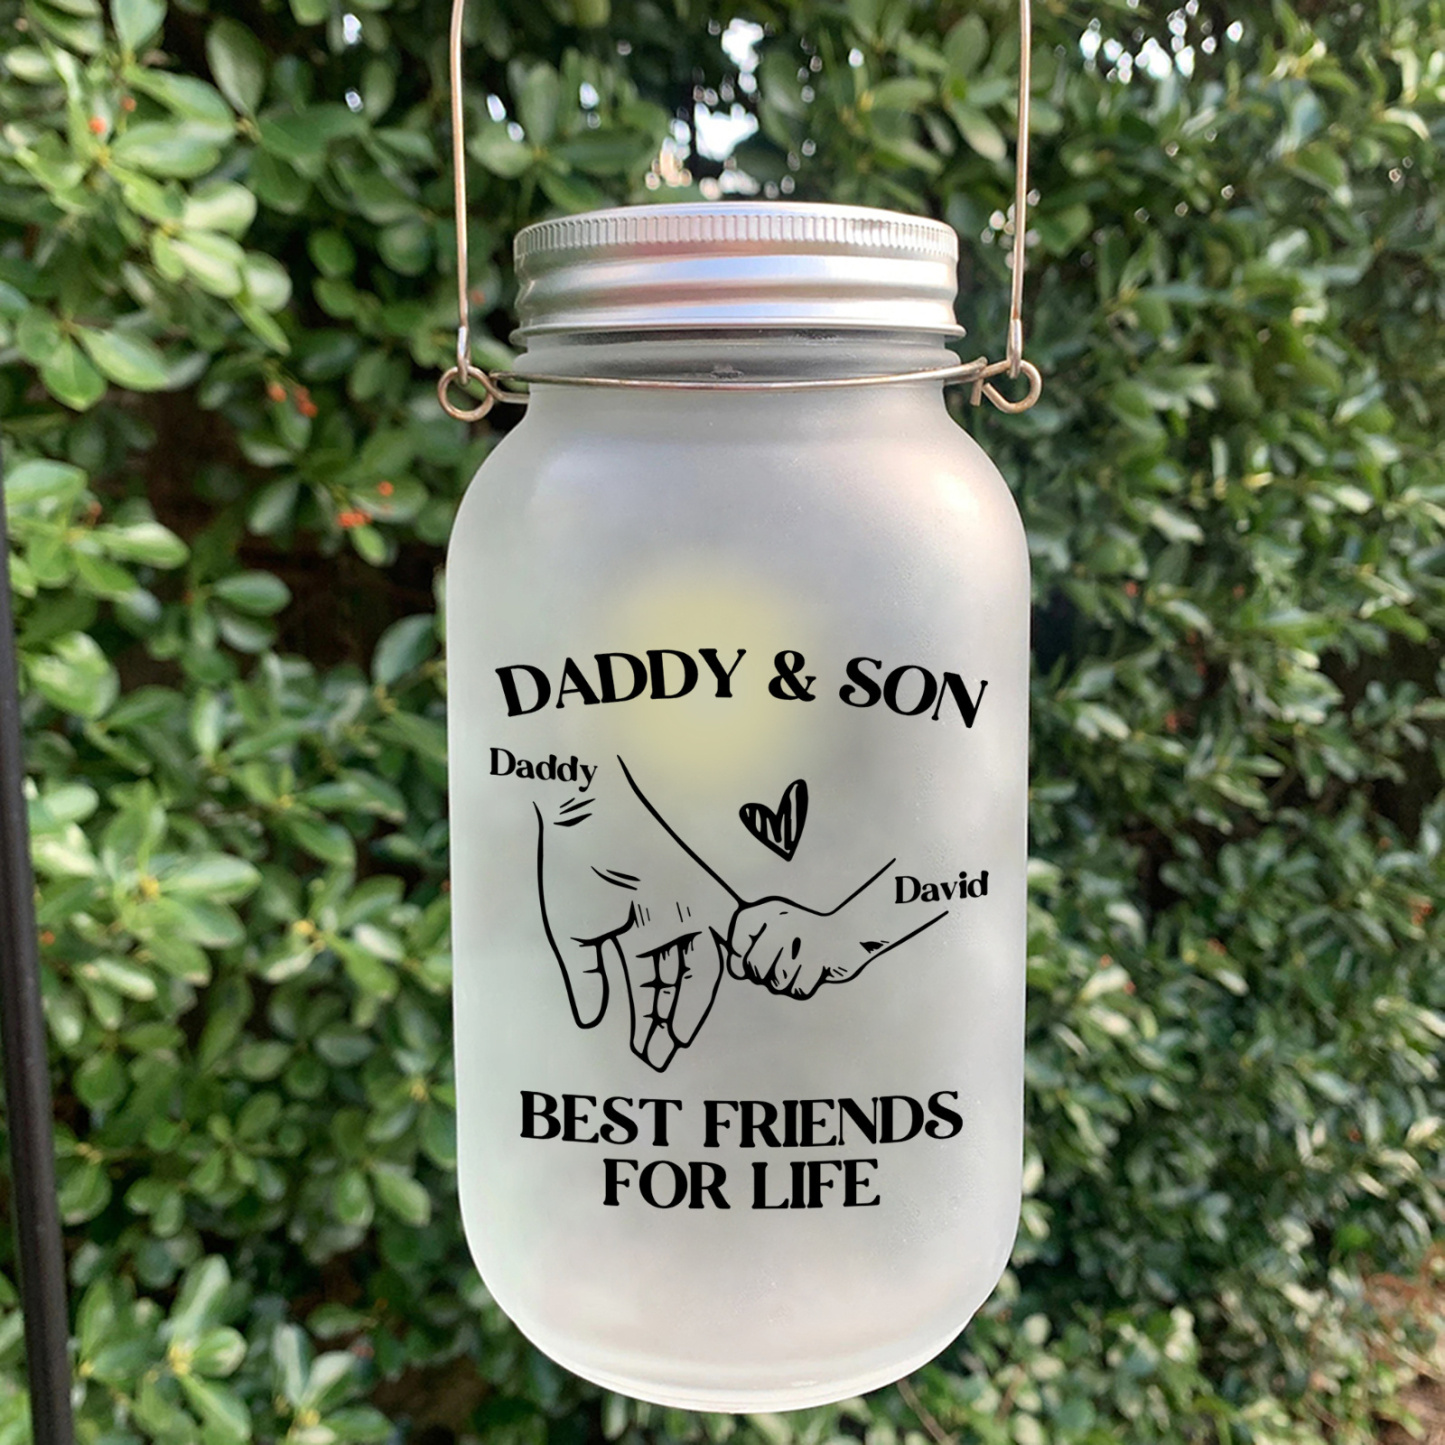 DADDY & SON
Daddy
David
BEST FRIENDS
FOR LIFE